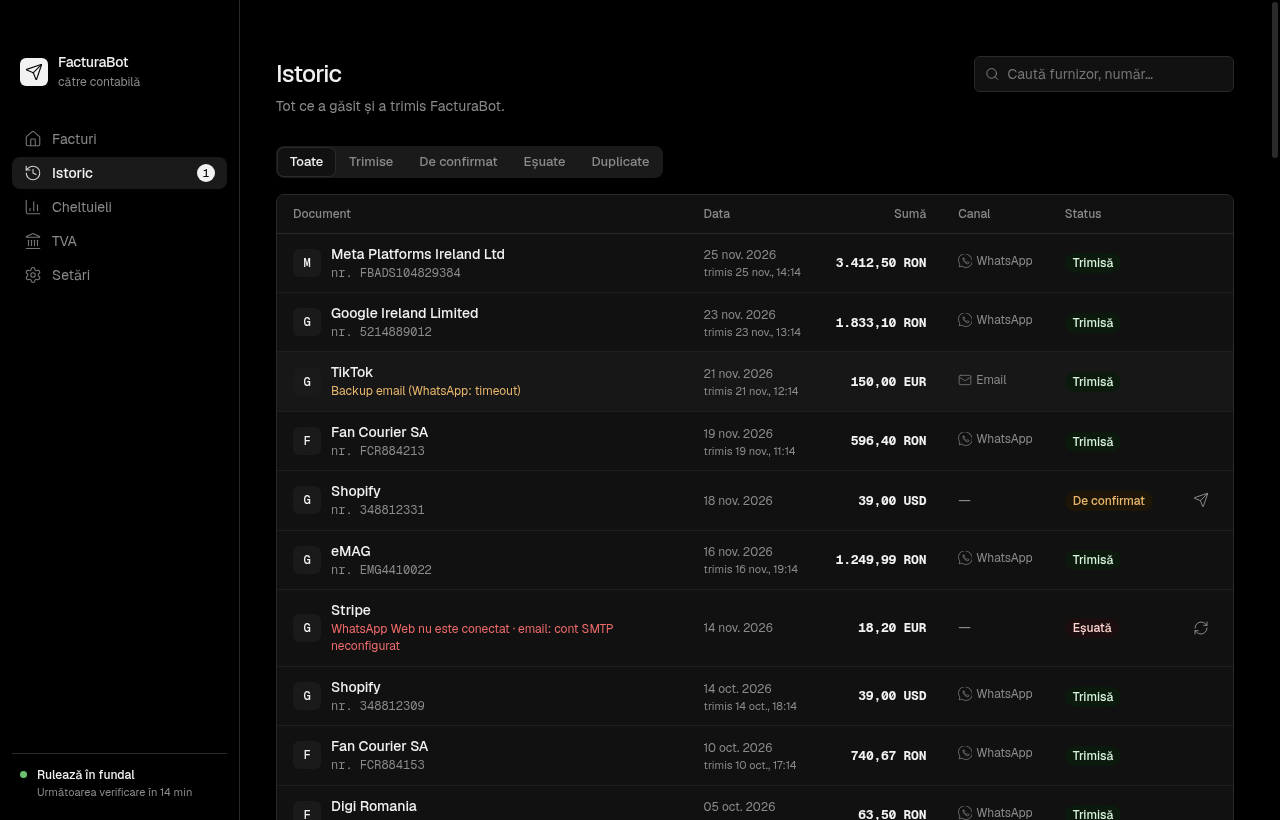 FacturaBot
către contabilă
Facturi
Istoric 1
Cheltuieli
TVA
Setări
Rulează în fundal
Următoarea verificare în 14 min
Istoric
Tot ce a găsit și a trimis FacturaBot.
Caută furnizor, număr...
Toate Trimise De confirmat Eșuate Duplicate
Document Data Sumă Canal Status
M Meta Platforms Ireland Ltd 25 nov. 2026 3.412,50 RON WhatsApp Trimisă
nr. FBADS104829384 trimis 25 nov., 14:14
G Google Ireland Limited 23 nov. 2026 1.833,10 RON WhatsApp Trimisă
nr. 5214889012 trimis 23 nov., 13:14
G TikTok 21 nov. 2026 150,00 EUR Email Trimisă
Backup email (WhatsApp: timeout) trimis 21 nov., 12:14
F Fan Courier SA 19 nov. 2026 596,40 RON WhatsApp Trimisă
nr. FCR884213 trimis 19 nov., 11:14
G Shopify 18 nov. 2026 39,00 USD — De confirmat
nr. 348812331
G eMAG 16 nov. 2026 1.249,99 RON WhatsApp Trimisă
nr. EMG4410022 trimis 16 nov., 19:14
G Stripe 14 nov. 2026 18,20 EUR — Eșuată
WhatsApp Web nu este conectat · email: cont SMTP
neconfigurat
G Shopify 14 oct. 2026 39,00 USD WhatsApp Trimisă
nr. 348812309 trimis 14 oct., 18:14
F Fan Courier SA 10 oct. 2026 740,67 RON WhatsApp Trimisă
nr. FCR884153 trimis 10 oct., 17:14
F Digi Romania 05 oct. 2026 63,50 RON WhatsApp Trimisă